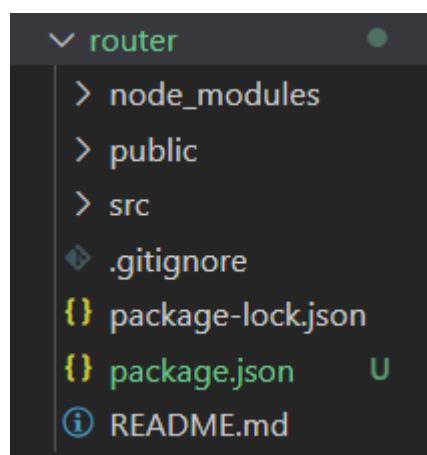 router
node_modules
public
src
.gitignore
{} package-lock.json
{} package.json U
README.md